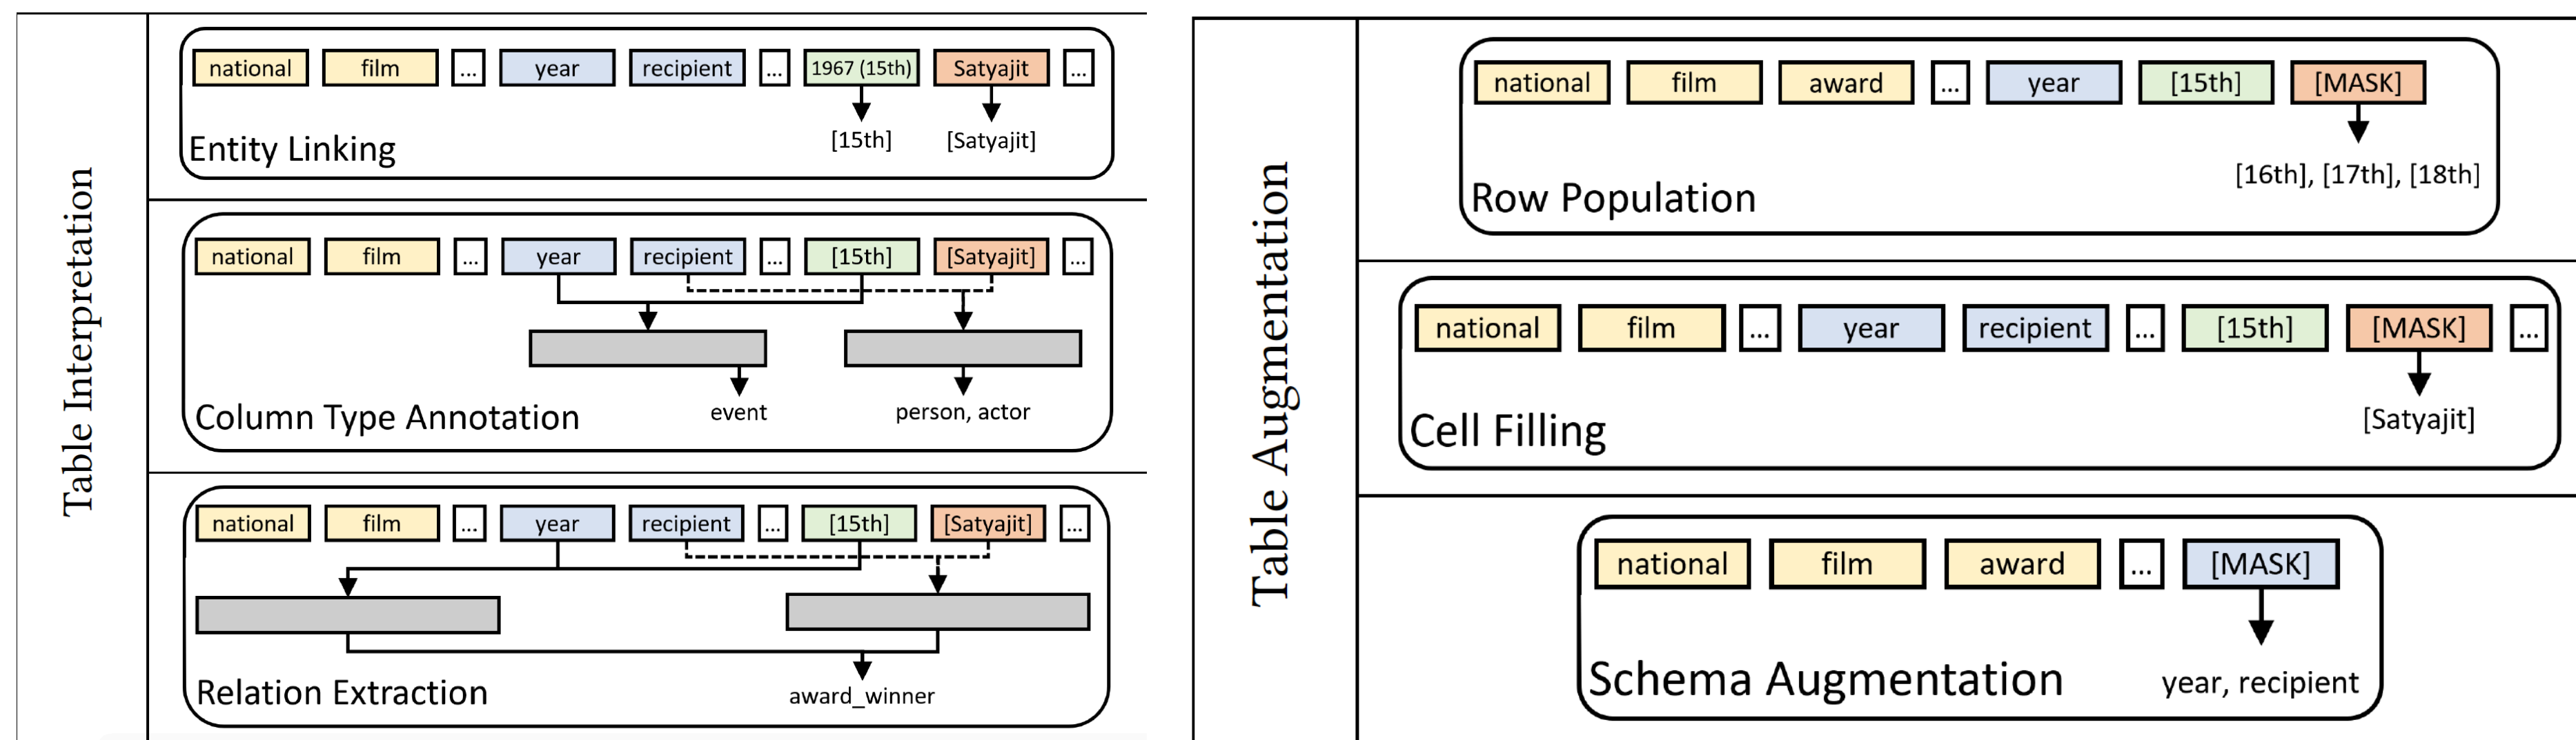 Table Interpretation
national film ... year recipient ... 1967 (15th) Satyajit ...
[15th] [Satyajit]
Entity Linking
national film ... year recipient ... [15th] [Satyajit] ...
event person, actor
Column Type Annotation
national film ... year recipient ... [15th] [Satyajit] ...
Relation Extraction
award_winner
Table Augmentation
national film award ... year [15th] [MASK]
[16th], [17th], [18th]
Row Population
national film ... year recipient ... [15th] [MASK] ...
[Satyajit]
Cell Filling
national film award ... [MASK]
Schema Augmentation
year, recipient